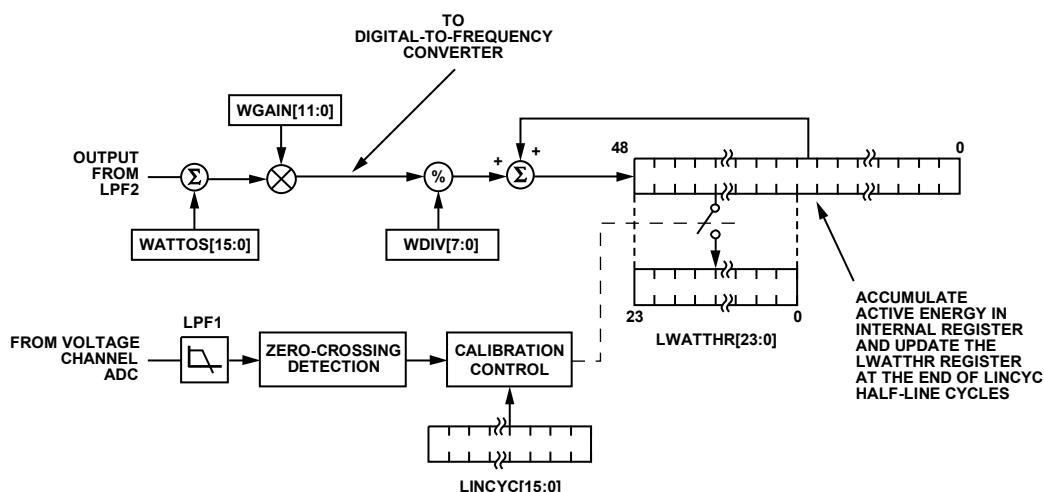 TO
DIGITAL-TO-FREQUENCY
CONVERTER
WGAIN[11:0]
OUTPUT
FROM
LPF2
Σ
%
+
+
Σ
48
0
WATTOS[15:0]
WDIV[7:0]
23
0
LWATTHR[23:0]
ACCUMULATE
ACTIVE ENERGY IN
INTERNAL REGISTER
AND UPDATE THE
LWATTHR REGISTER
AT THE END OF LINCYC
HALF-LINE CYCLES
FROM VOLTAGE
CHANNEL
ADC
LPF1
ZERO-CROSSING
DETECTION
CALIBRATION
CONTROL
LINCYC[15:0]